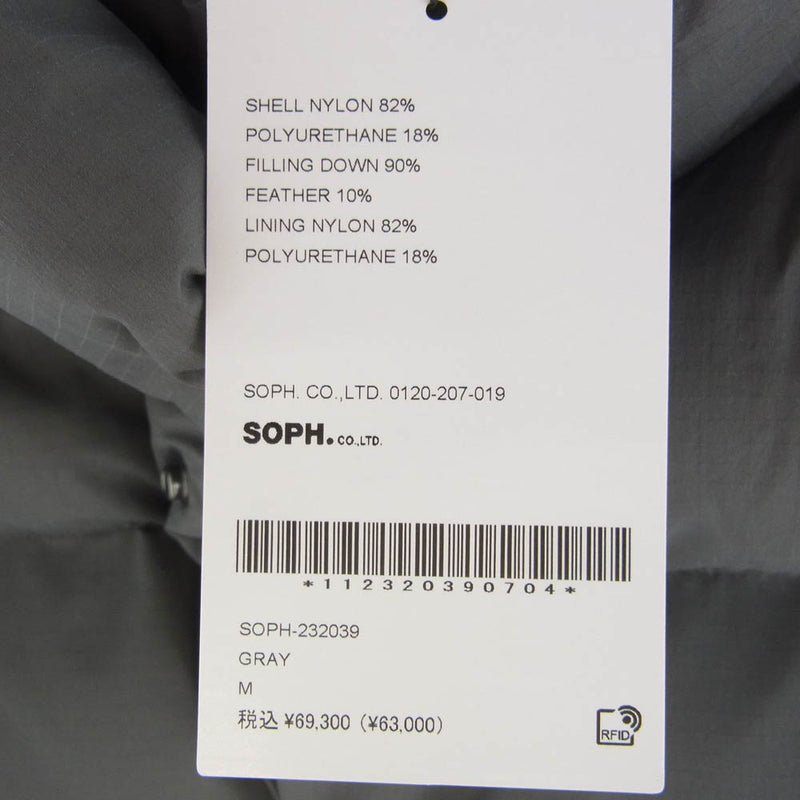 SHELL NYLON 82%
POLYURETHANE 18%
FILLING DOWN 90%
FEATHER 10%
LINING NYLON 82%
POLYURETHANE 18%
SOPH. CO.,LTD. 0120-207-019
SOPH. CO.,LTD.
*112320390704*
SOPH-232039
GRAY
M
税込 ¥69,300 (¥63,000)
RFID